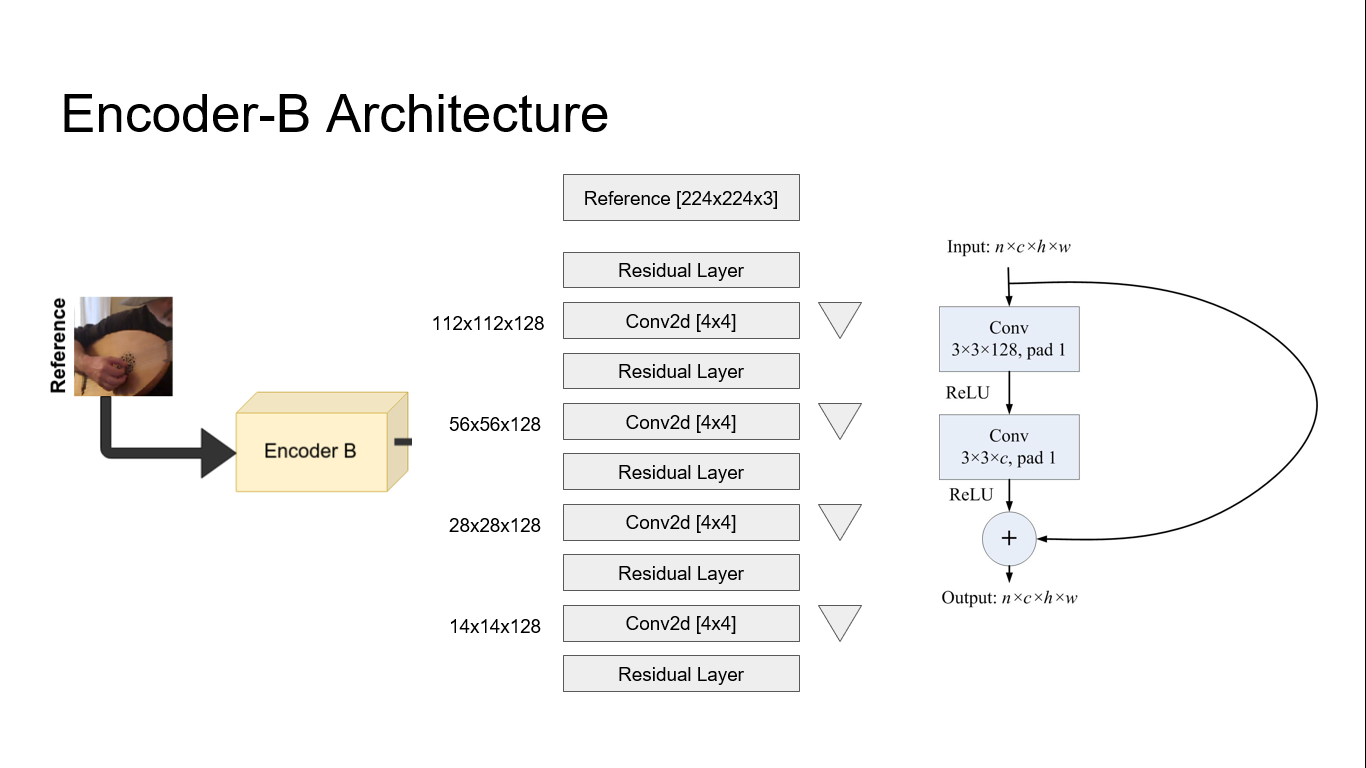 Encoder-B Architecture
Reference
Encoder B
Reference [224x224x3]
Residual Layer
112x112x128
Conv2d [4x4]
Residual Layer
56x56x128
Conv2d [4x4]
Residual Layer
28x28x128
Conv2d [4x4]
Residual Layer
14x14x128
Conv2d [4x4]
Residual Layer
Input: n×c×h×w
Conv
3×3×128, pad 1
ReLU
Conv
3×3×c, pad 1
ReLU
+
Output: n×c×h×w